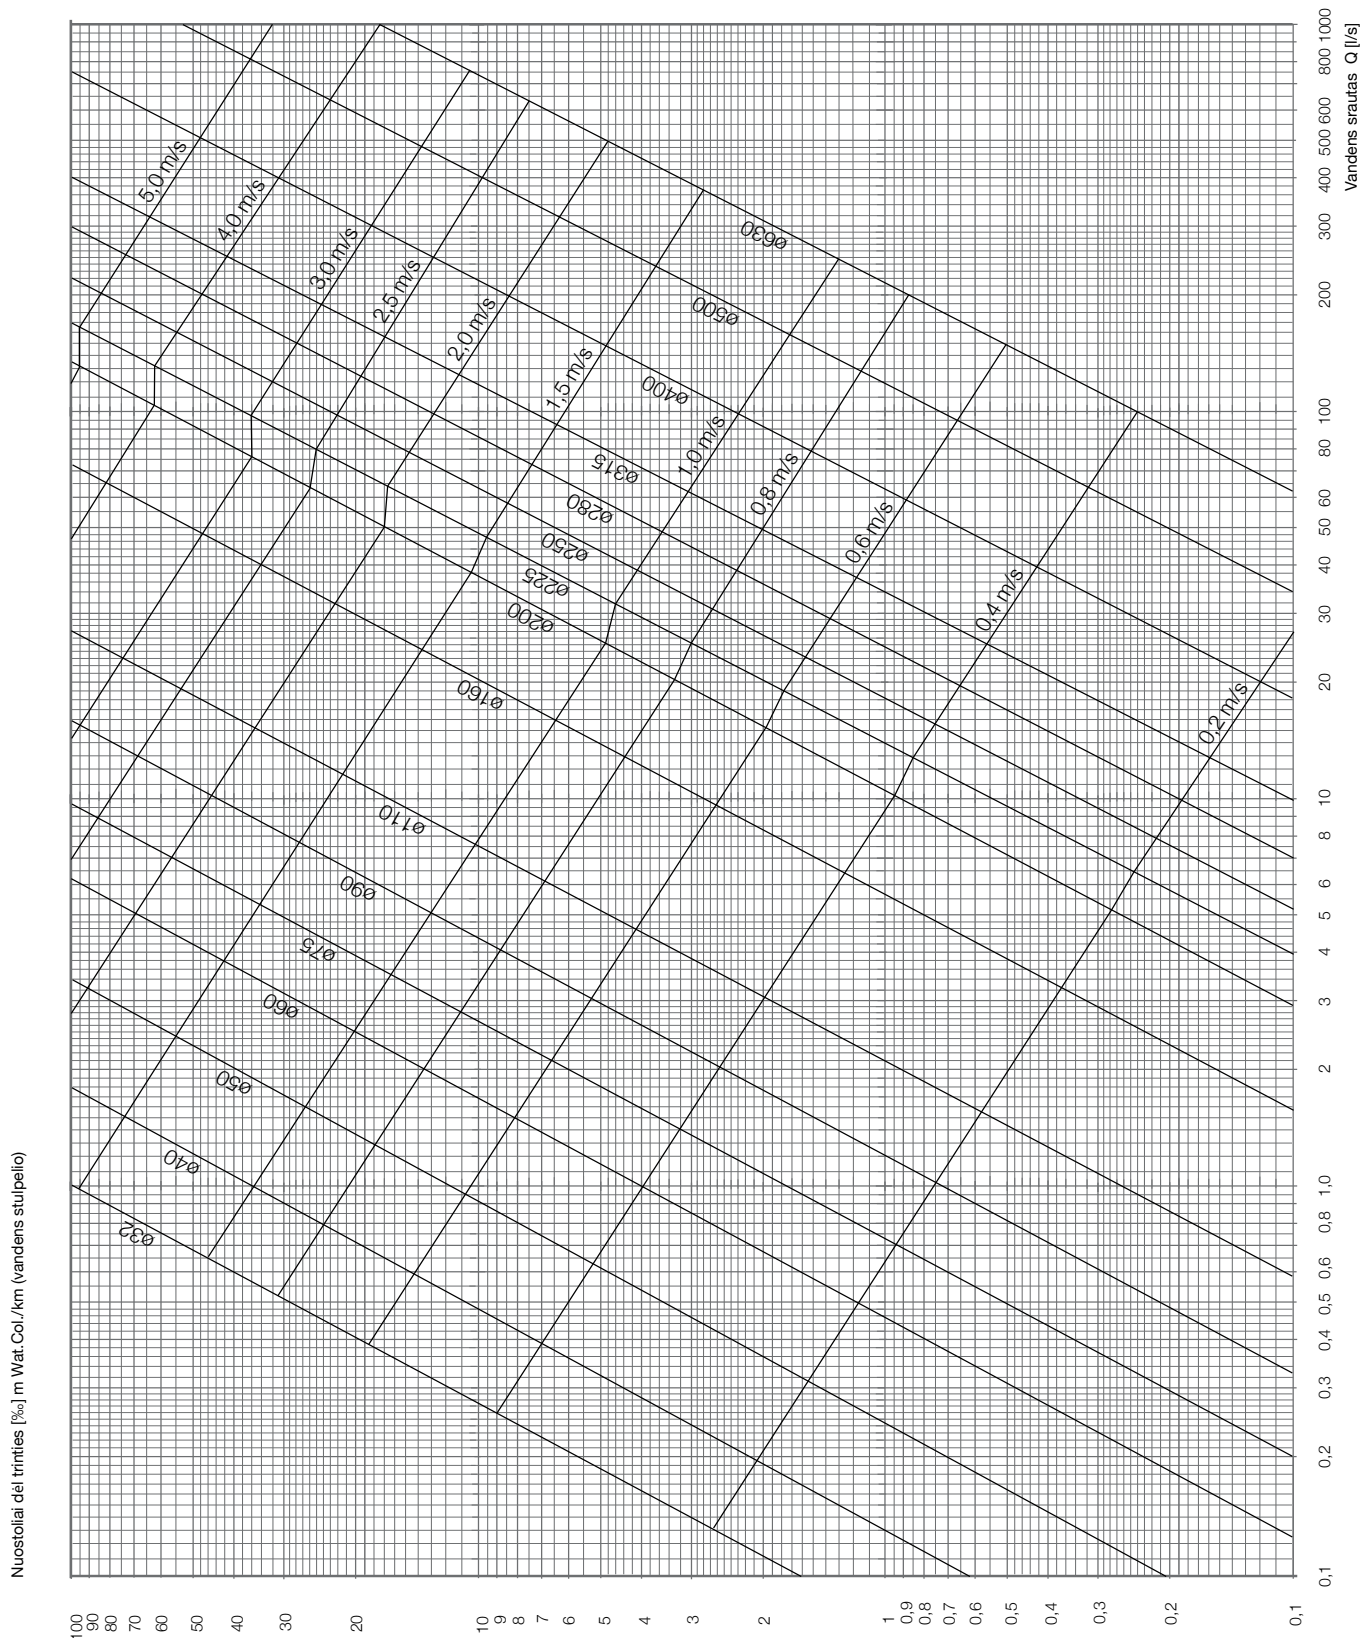 Nuostoliai dėl trinties [‰] m Wat.Col./km (vandens stulpelio)
100
90
80
70
60
50
40
30
20
10
9
8
7
6
5
4
3
2
1
0,9
0,8
0,7
0,6
0,5
0,4
0,3
0,2
0,1
ø32
ø40
ø50
ø60
ø75
ø90
ø110
ø160
ø200
ø225
ø250
ø280
ø315
ø400
ø500
ø630
5,0 m/s
4,0 m/s
3,0 m/s
2,5 m/s
2,0 m/s
1,5 m/s
1,0 m/s
0,8 m/s
0,6 m/s
0,4 m/s
0,2 m/s
0,1
0,2
0,3
0,4
0,5
0,6
0,8
1,0
2
3
4
5
6
8
10
20
30
40
50
60
80
100
200
300
400
500
600
800
1000
Vandens srautas Q [l/s]